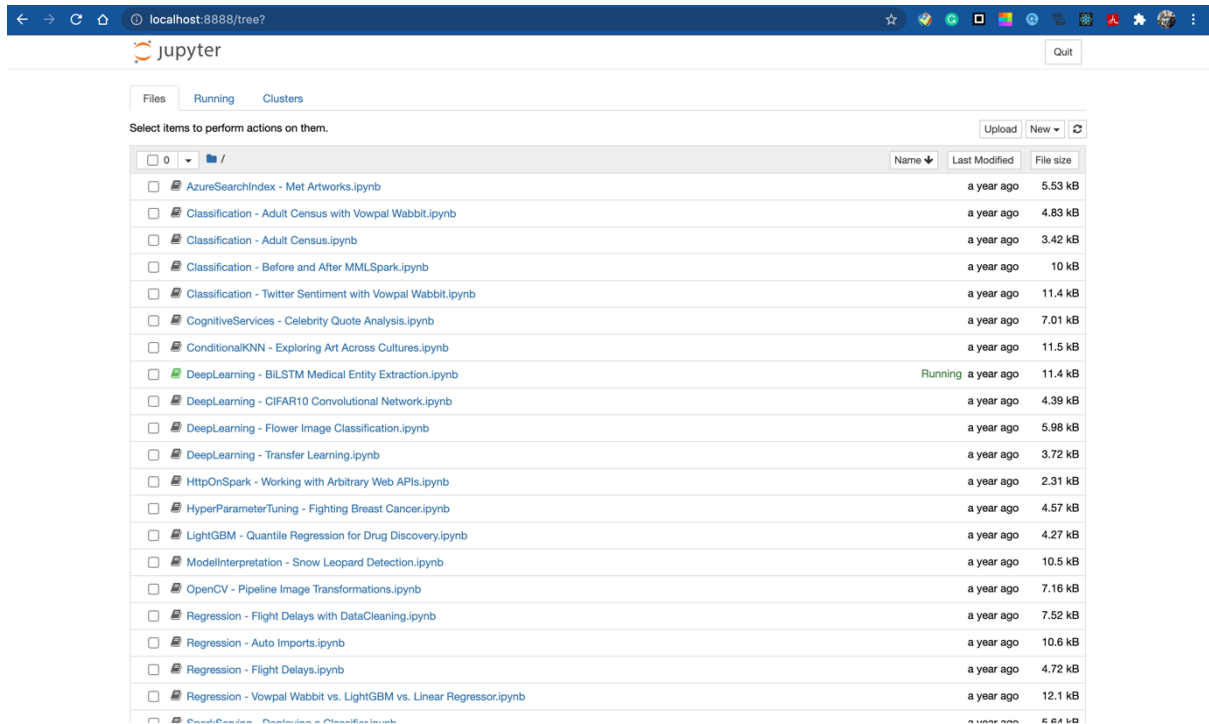 localhost:8888/tree?
jupyter
Quit
Files Running Clusters
Select items to perform actions on them.
Upload New
0 / Name Last Modified File size
AzureSearchIndex - Met Artworks.ipynb a year ago 5.53 kB
Classification - Adult Census with Vowpal Wabbit.ipynb a year ago 4.83 kB
Classification - Adult Census.ipynb a year ago 3.42 kB
Classification - Before and After MMLSpark.ipynb a year ago 10 kB
Classification - Twitter Sentiment with Vowpal Wabbit.ipynb a year ago 11.4 kB
CognitiveServices - Celebrity Quote Analysis.ipynb a year ago 7.01 kB
ConditionalKNN - Exploring Art Across Cultures.ipynb a year ago 11.5 kB
DeepLearning - BiLSTM Medical Entity Extraction.ipynb Running a year ago 11.4 kB
DeepLearning - CIFAR10 Convolutional Network.ipynb a year ago 4.39 kB
DeepLearning - Flower Image Classification.ipynb a year ago 5.98 kB
DeepLearning - Transfer Learning.ipynb a year ago 3.72 kB
HttpOnSpark - Working with Arbitrary Web APIs.ipynb a year ago 2.31 kB
HyperParameterTuning - Fighting Breast Cancer.ipynb a year ago 4.57 kB
LightGBM - Quantile Regression for Drug Discovery.ipynb a year ago 4.27 kB
ModelInterpretation - Snow Leopard Detection.ipynb a year ago 10.5 kB
OpenCV - Pipeline Image Transformations.ipynb a year ago 7.16 kB
Regression - Flight Delays with DataCleaning.ipynb a year ago 7.52 kB
Regression - Auto Imports.ipynb a year ago 10.6 kB
Regression - Flight Delays.ipynb a year ago 4.72 kB
Regression - Vowpal Wabbit vs. LightGBM vs. Linear Regressor.ipynb a year ago 12.1 kB
SparkServing - Deploying a Classifier.ipynb a year ago 5.64 kB